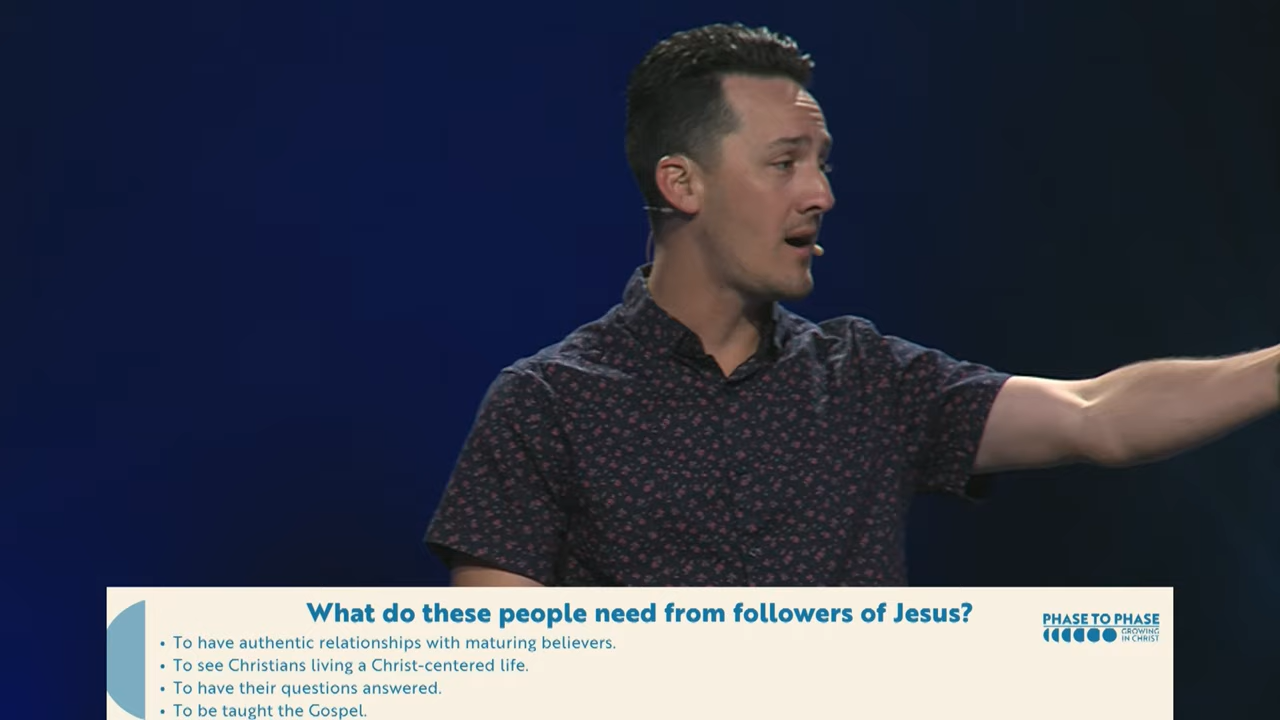 What do these people need from followers of Jesus?
• To have authentic relationships with maturing believers.
• To see Christians living a Christ-centered life.
• To have their questions answered.
• To be taught the Gospel.
PHASE TO PHASE
GROWING
IN CHRIST